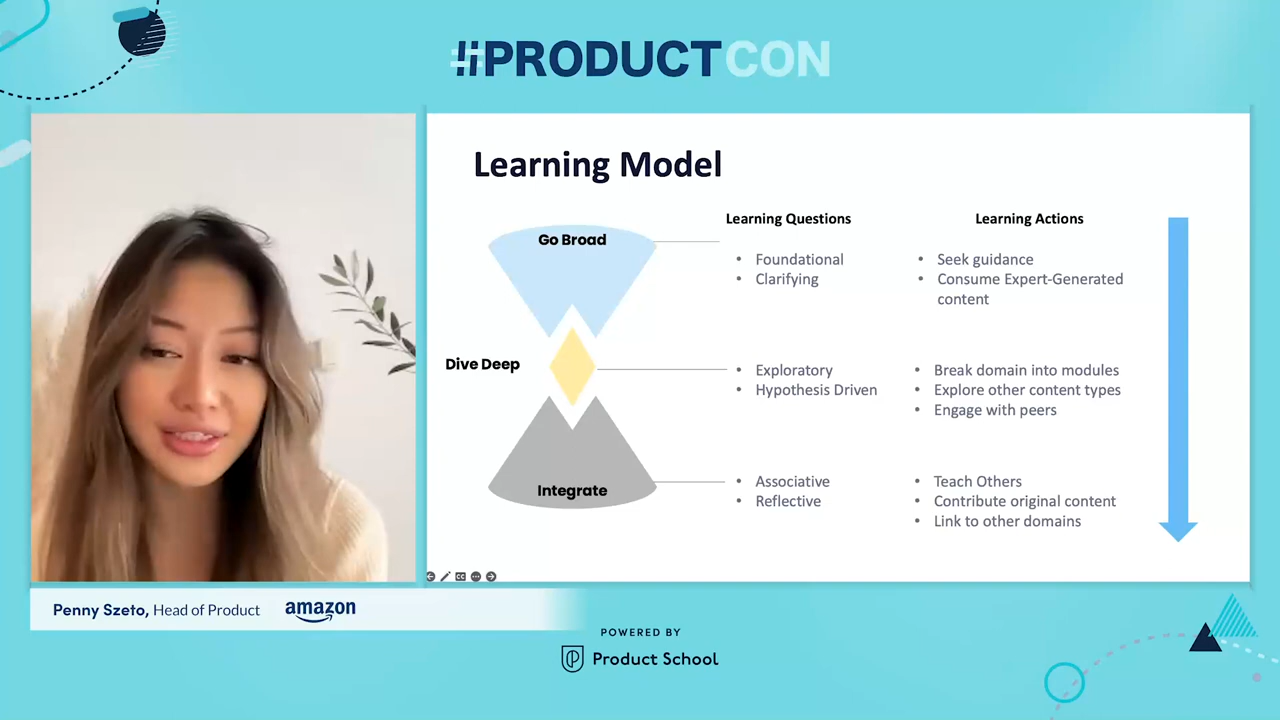 #PRODUCTCON
Learning Model
Learning Questions
Learning Actions
Go Broad
• Foundational
• Clarifying
• Seek guidance
• Consume Expert-Generated
content
Dive Deep
• Exploratory
• Hypothesis Driven
• Break domain into modules
• Explore other content types
• Engage with peers
Integrate
• Associative
• Reflective
• Teach Others
• Contribute original content
• Link to other domains
CC
Penny Szeto, Head of Product amazon
POWERED BY
Product School